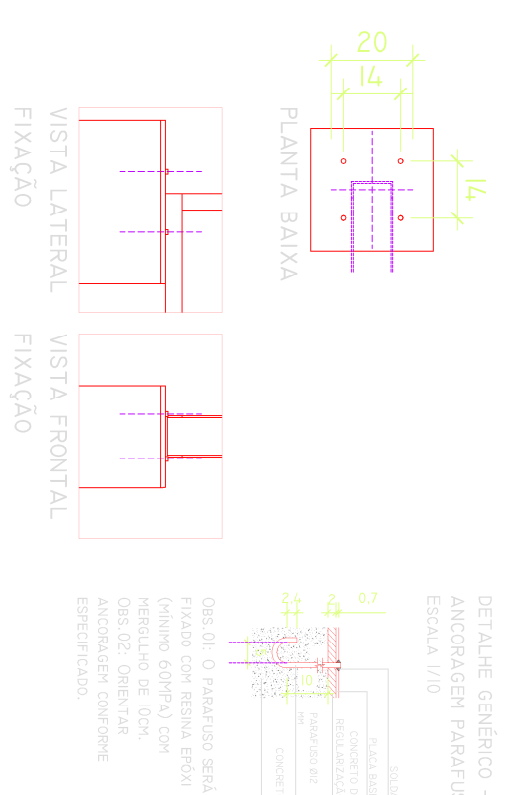 20
14
14
PLANTA BAIXA
VISTA LATERAL
FIXAÇÃO
VISTA FRONTAL
FIXAÇÃO
DETALHE GENÉRICO -
ANCORAGEM PARAFUS
ESCALA 1/10
2,4
2
0,7
10
SOLD
PLACA BAS
CONCRETO D
REGULARIZAÇÃ
PARAFUSO Ø12
MM
CONCRET
OBS.01: O PARAFUSO SERÁ
FIXADO COM RESINA EPÓXI
(MÍNIMO 60MPA) COM
MERGULHO DE 0CM.
OBS.02: ORIENTAR
ANCORAGEM CONFORME
ESPECIFICADO.